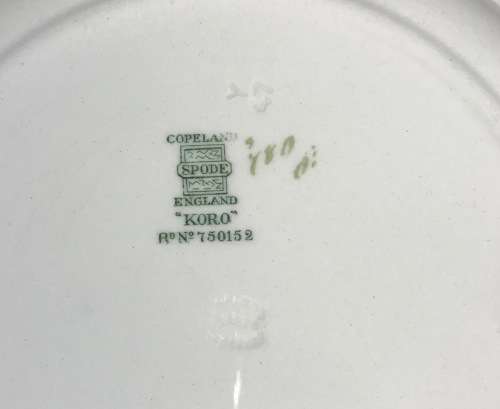 COPELAND
SPODE
ENGLAND
"KORO"
RD No 750152